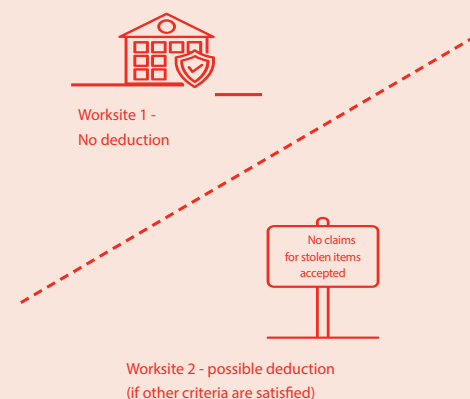 Worksite 1 -
No deduction
No claims
for stolen items
accepted
Worksite 2 - possible deduction
(if other criteria are satisfied)